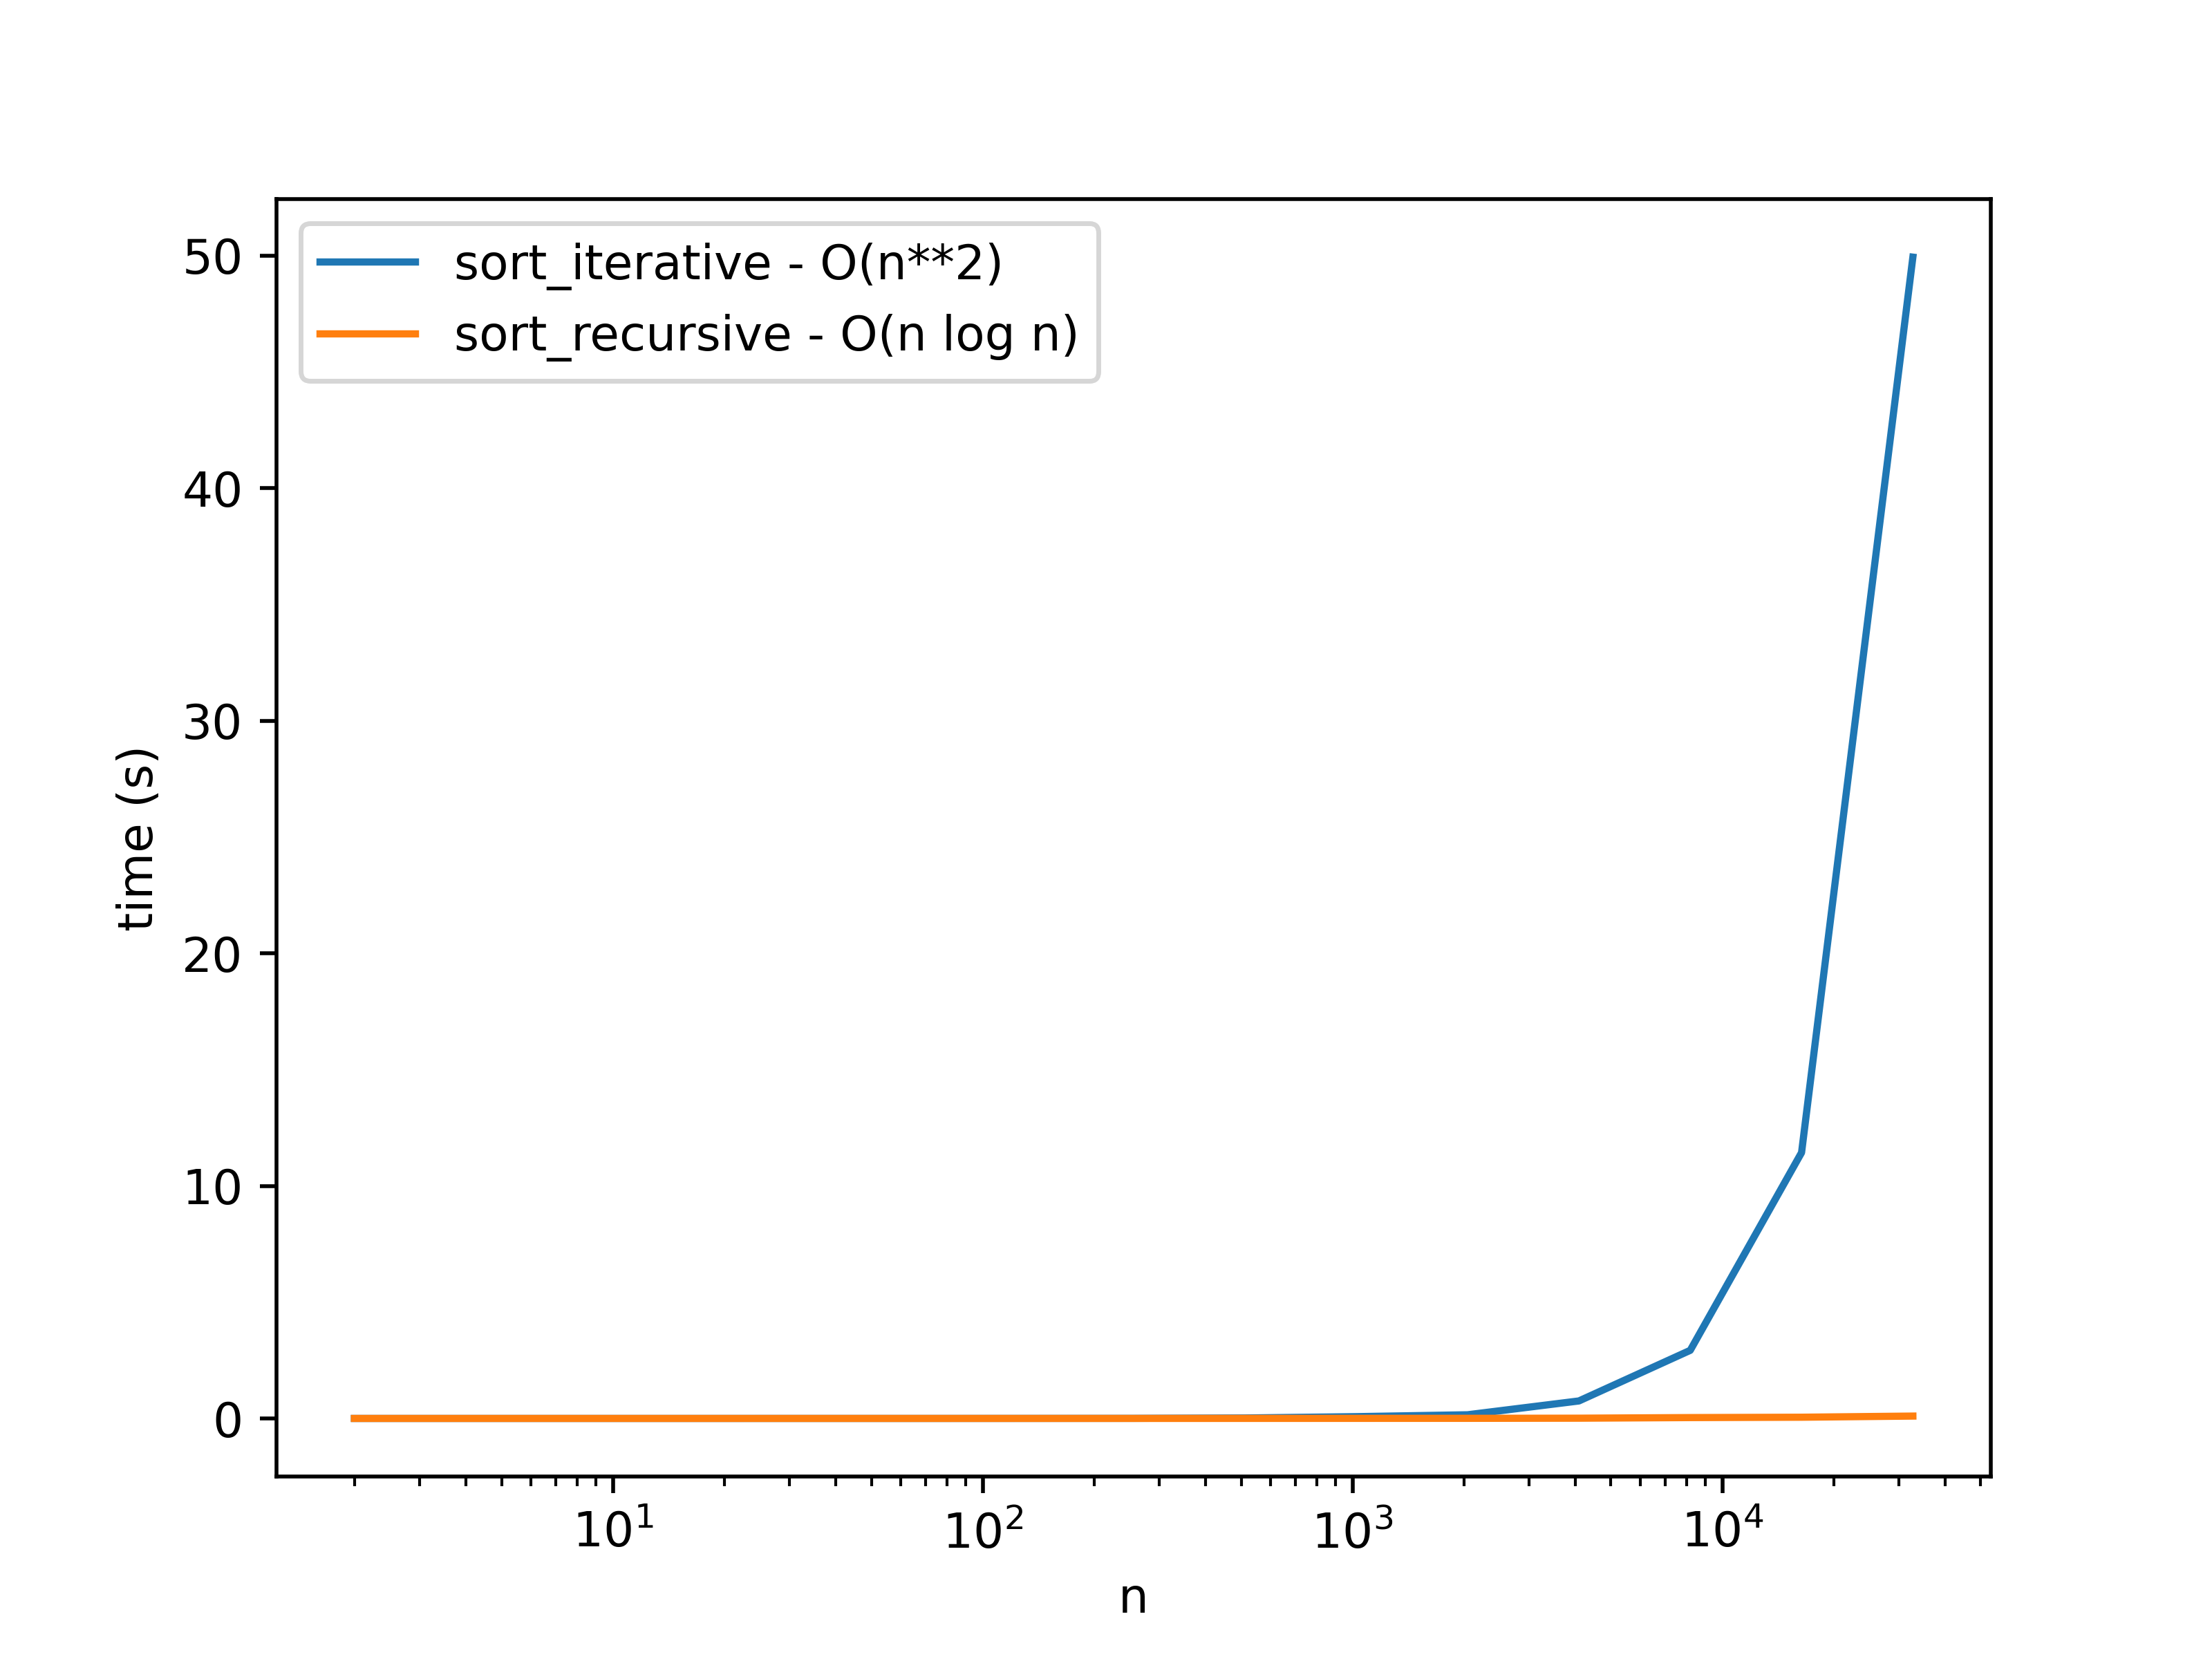 sort_iterative - O(n**2)
sort_recursive - O(n log n)
50
40
30
20
10
0
time (s)
10¹
10²
10³
10⁴
n